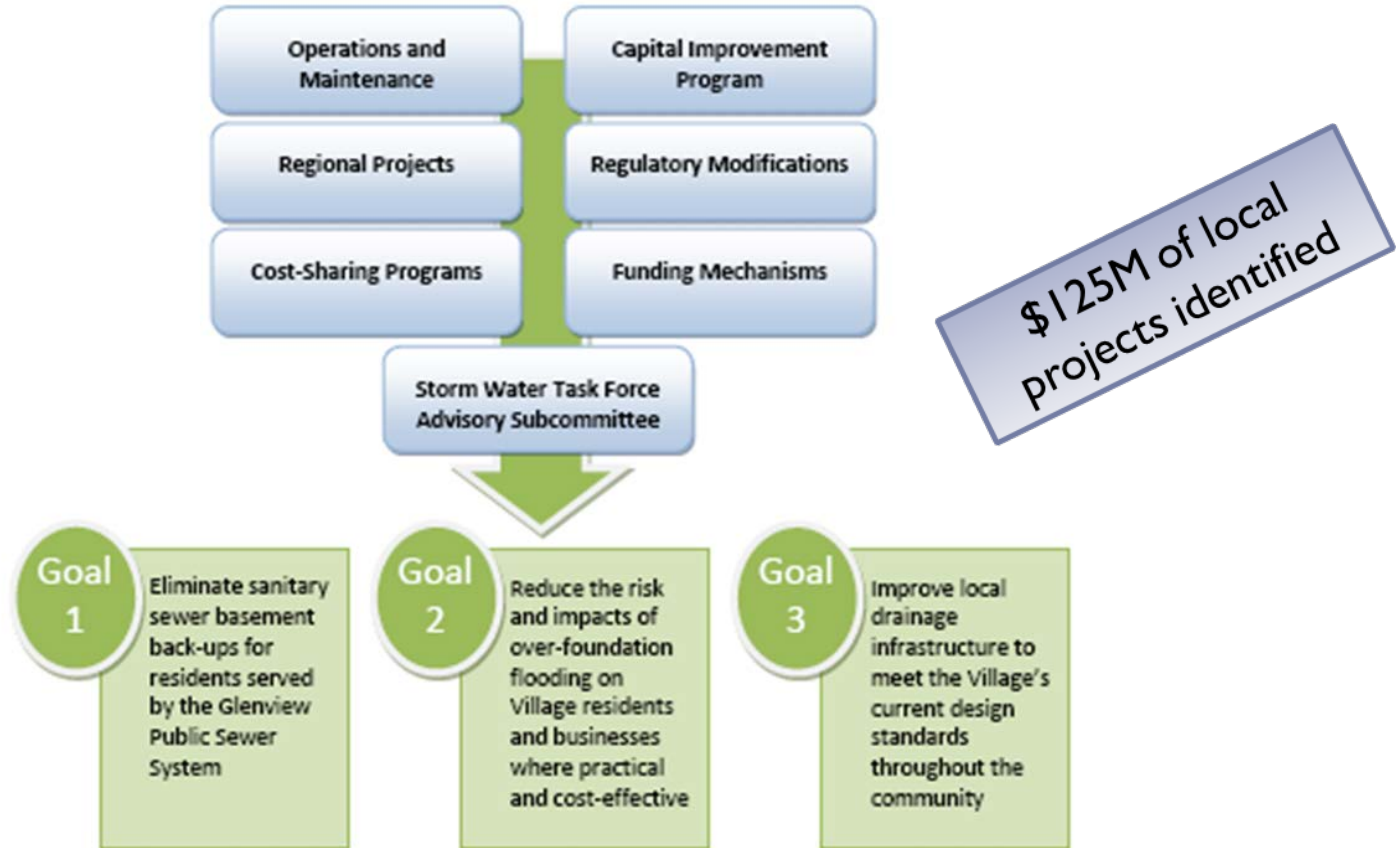 Operations and
Maintenance
Capital Improvement
Program
Regional Projects
Regulatory Modifications
Cost-Sharing Programs
Funding Mechanisms
Storm Water Task Force
Advisory Subcommittee
$125M of local
projects identified
Goal
1
Eliminate sanitary
sewer basement
back-ups for
residents served
by the Glenview
Public Sewer
System
Goal
2
Reduce the risk
and impacts of
over-foundation
flooding on
Village residents
and businesses
where practical
and cost-effective
Goal
3
Improve local
drainage
infrastructure to
meet the Village's
current design
standards
throughout the
community